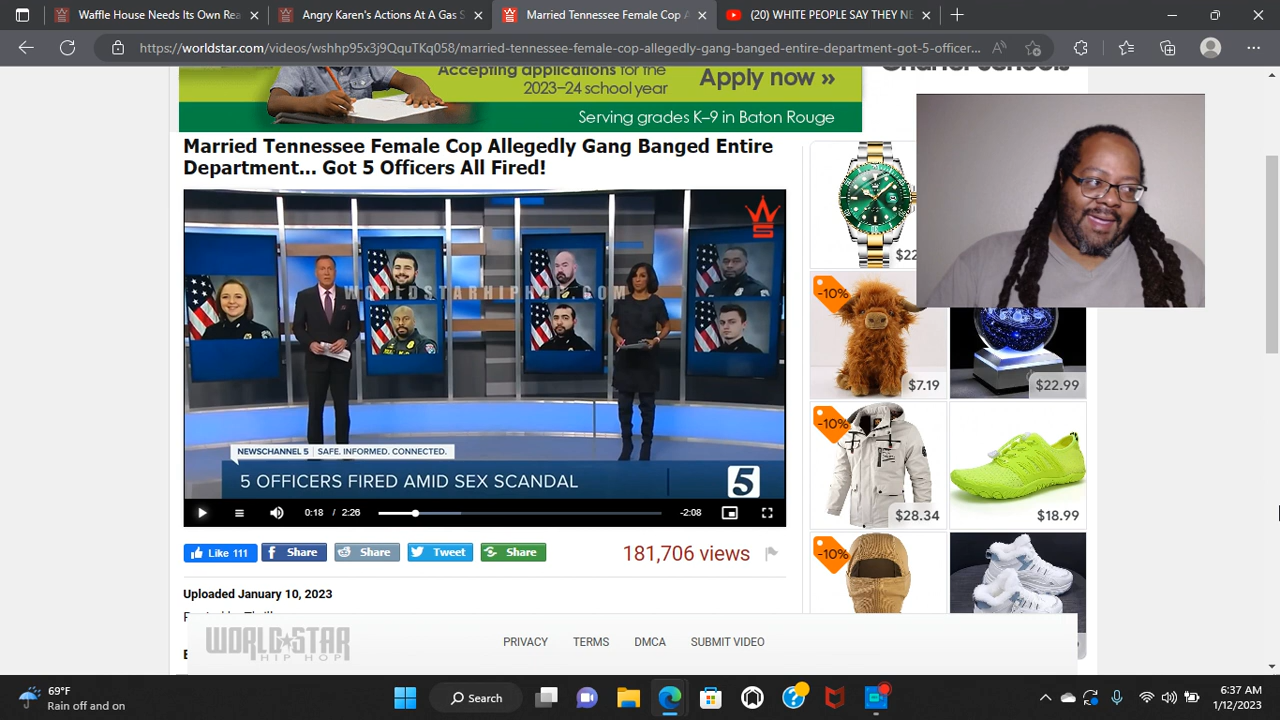 Waffle House Needs Its Own Rea
Angry Karen's Actions At A Gas S
Married Tennessee Female Cop A
(20) WHITE PEOPLE SAY THEY NE
https://worldstar.com/videos/wshhp95x3j9QquTKq058/married-tennessee-female-cop-allegedly-gang-banged-entire-department-got-5-officer...
Accepting applications for the
2023–24 school year
Apply now »
Serving grades K–9 in Baton Rouge
Charter Schools
Married Tennessee Female Cop Allegedly Gang Banged Entire
Department... Got 5 Officers All Fired!
WORLDSTARHIPHOP.COM
NEWSCHANNEL 5 | SAFE. INFORMED. CONNECTED.
5 OFFICERS FIRED AMID SEX SCANDAL
5
0:18 / 2:26
-2:08
Like 111
Share
Share
Tweet
Share
181,706 views
Uploaded January 10, 2023
WORLDSTAR
HIP HOP
PRIVACY
TERMS
DMCA
SUBMIT VIDEO
$22
-10%
$7.19
$22.99
-10%
$28.34
$18.99
-10%
69°F
Rain off and on
Search
6:37 AM
1/12/2023